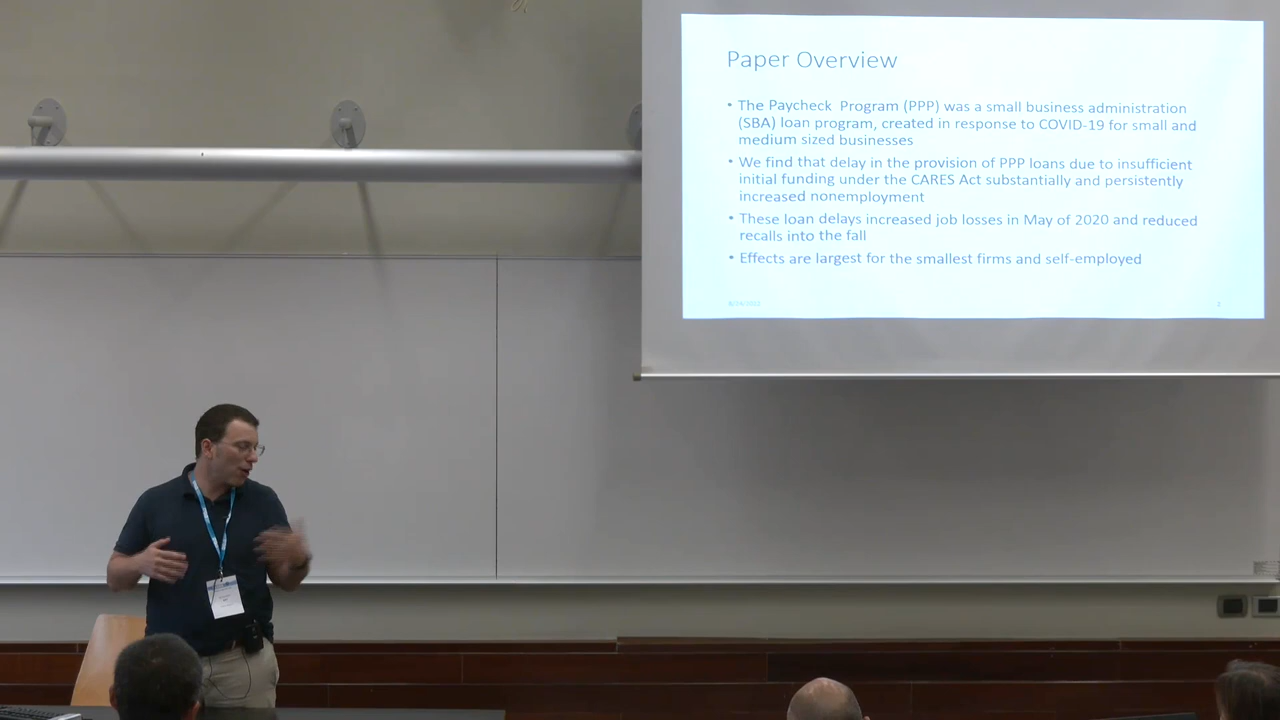 Paper Overview
• The Paycheck Program (PPP) was a small business administration
(SBA) loan program, created in response to COVID-19 for small and
medium sized businesses
• We find that delay in the provision of PPP loans due to insufficient
initial funding under the CARES Act substantially and persistently
increased nonemployment
• These loan delays increased job losses in May of 2020 and reduced
recalls into the fall
• Effects are largest for the smallest firms and self-employed
2